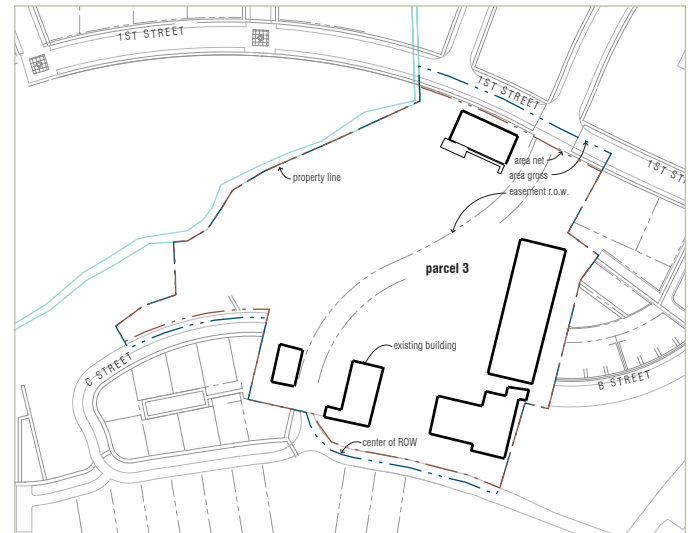 1ST STREET
1ST STREET
area net
area gross
1ST ST
property line
easement r.o.w.
parcel 3
existing building
C STREET
B STREET
center of ROW